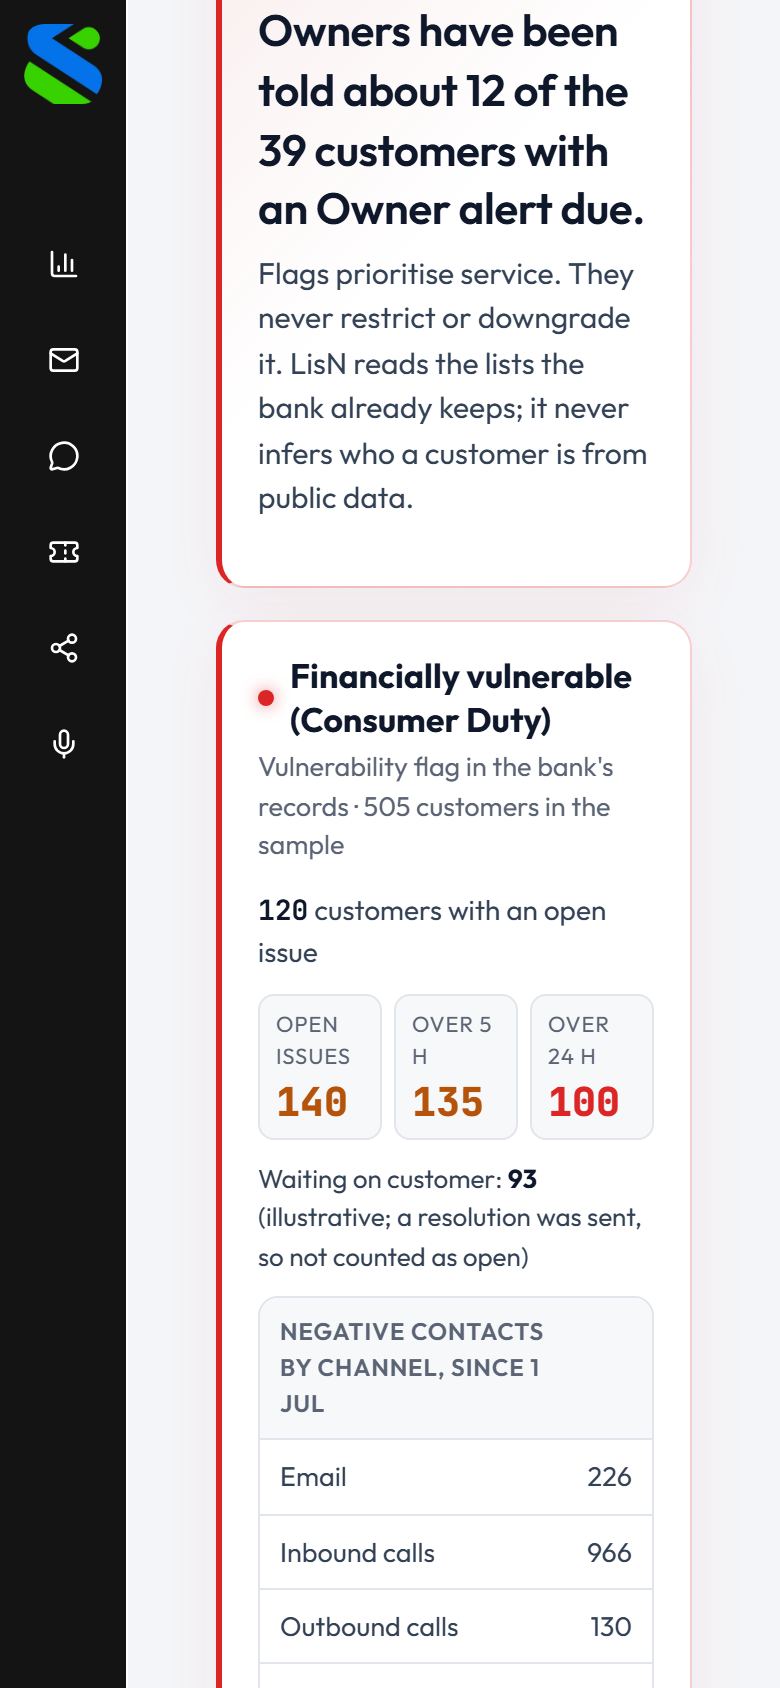 Owners have been
told about 12 of the
39 customers with
an Owner alert due.
Flags prioritise service. They
never restrict or downgrade
it. LisN reads the lists the
bank already keeps; it never
infers who a customer is from
public data.
Financially vulnerable
(Consumer Duty)
Vulnerability flag in the bank's
records · 505 customers in the
sample
120 customers with an open
issue
OPEN
ISSUES
140
OVER 5
H
135
OVER
24 H
100
Waiting on customer: 93
(illustrative; a resolution was sent,
so not counted as open)
NEGATIVE CONTACTS
BY CHANNEL, SINCE 1
JUL
Email 226
Inbound calls 966
Outbound calls 130